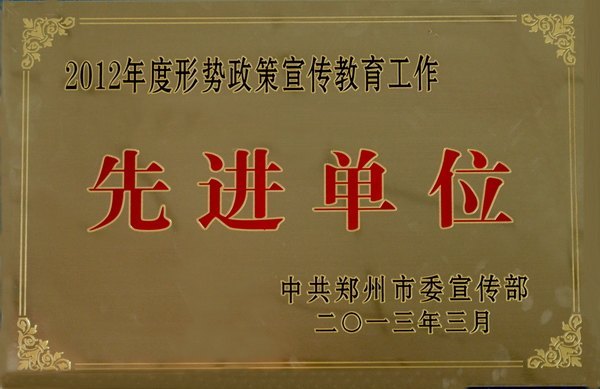 2012年度形势政策宣传教育工作
先进单位
中共郑州市委宣传部
二〇一三年三月